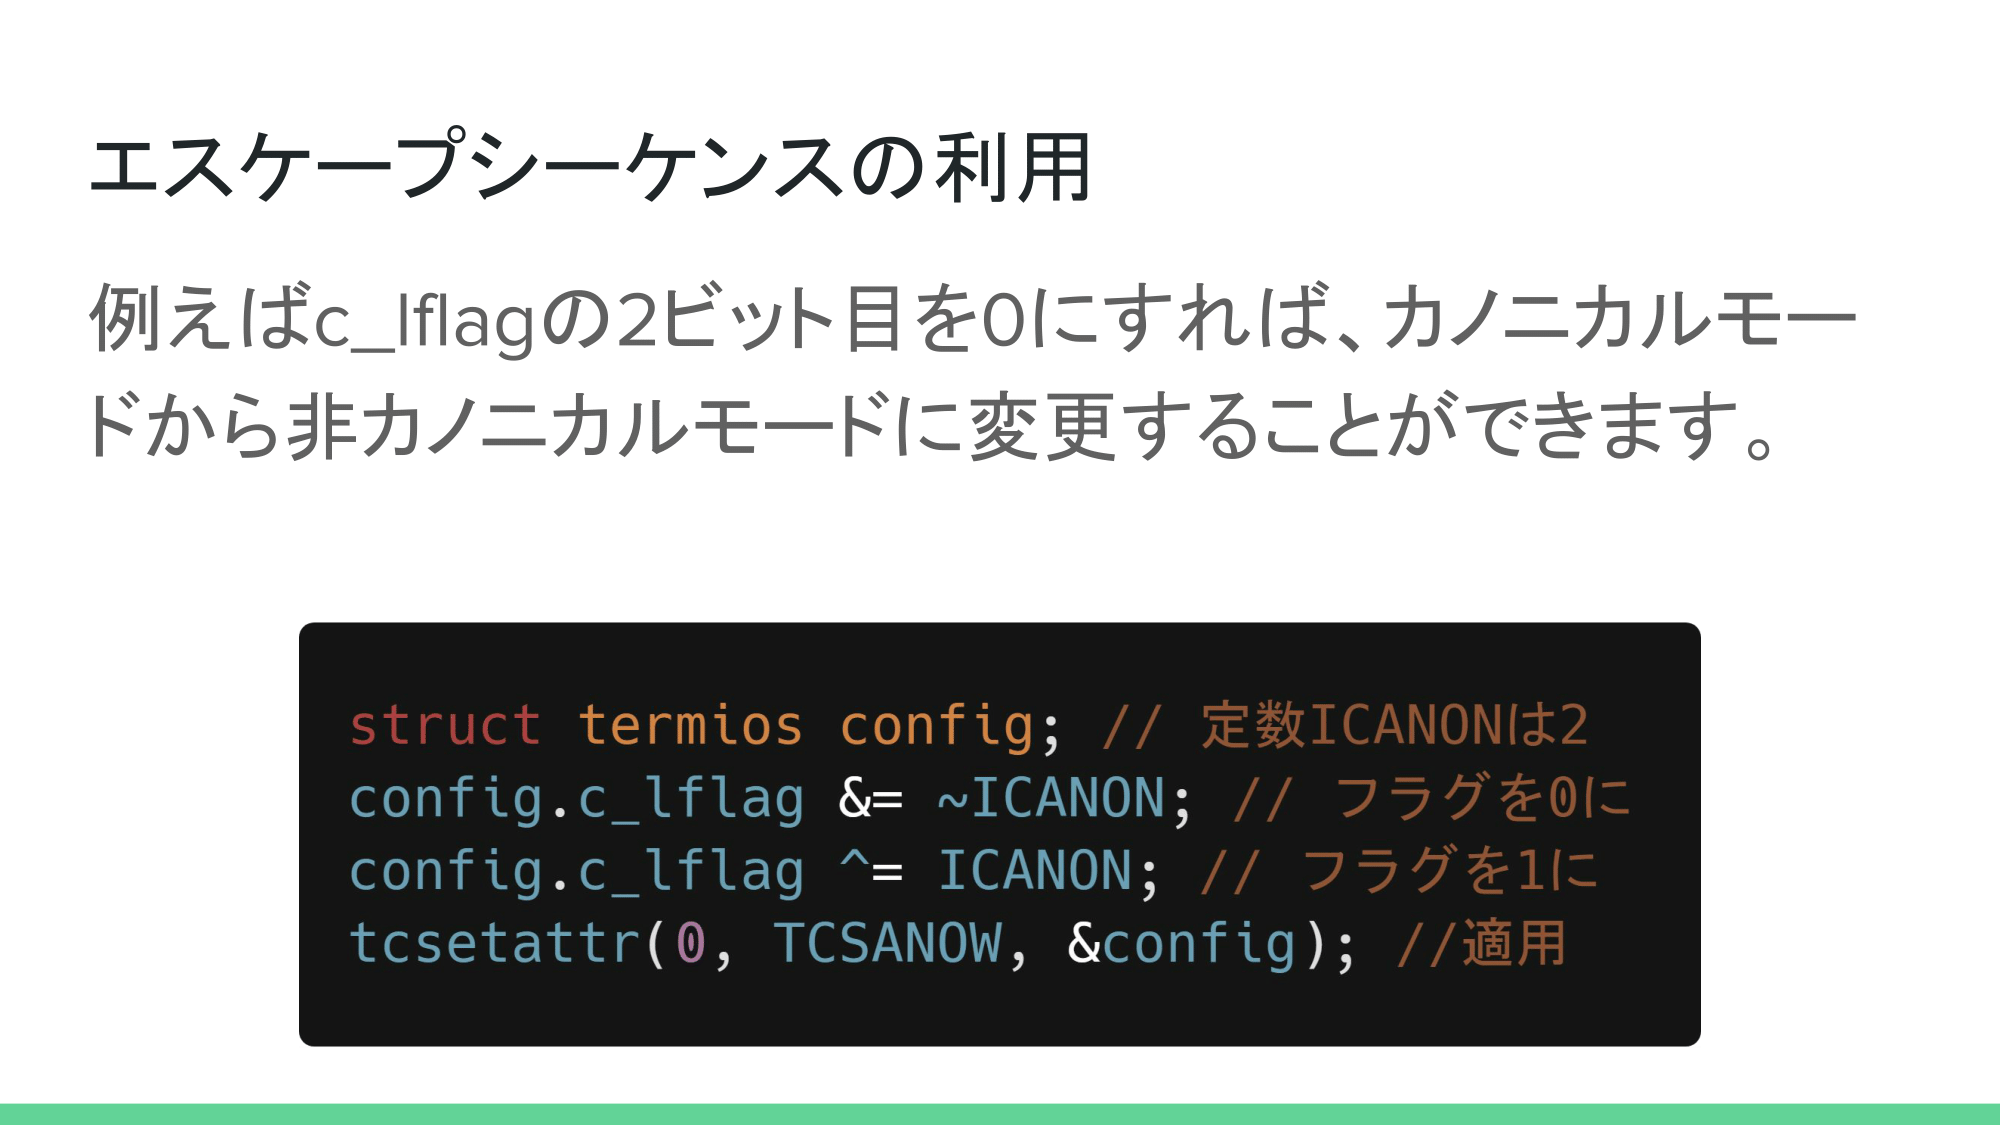 エスケープシーケンスの利用
例えばc_lflagの2ビット目を0にすれば、カノニカルモー
ドから非カノニカルモードに変更することができます。
struct termios config; // 定数ICANONは2
config.c_lflag &= ~ICANON; // フラグを0に
config.c_lflag ^= ICANON; // フラグを1に
tcsetattr(0, TCSANOW, &config); //適用